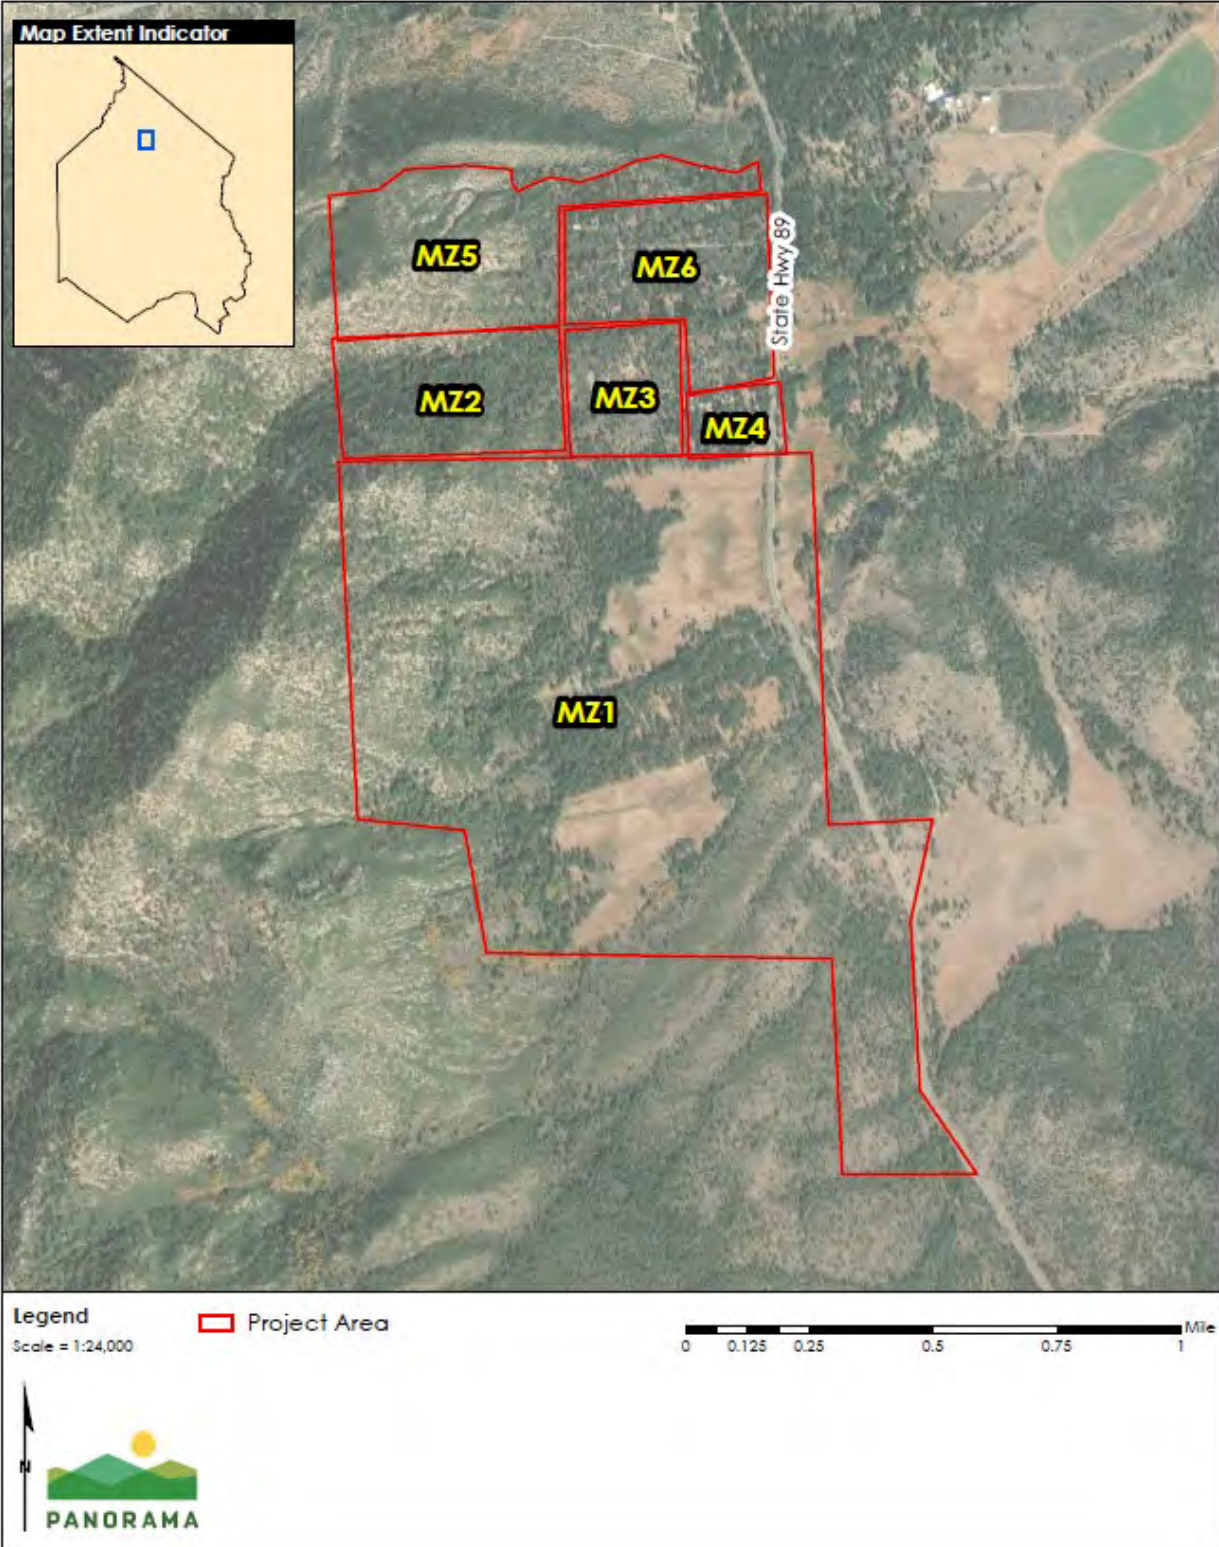 Map Extent Indicator
State Hwy 89
MZ5
MZ6
MZ2
MZ3
MZ4
MZ1
Legend
Scale = 1:24,000
Project Area
Mile
0 0.125 0.25 0.5 0.75 1
N
PANORAMA